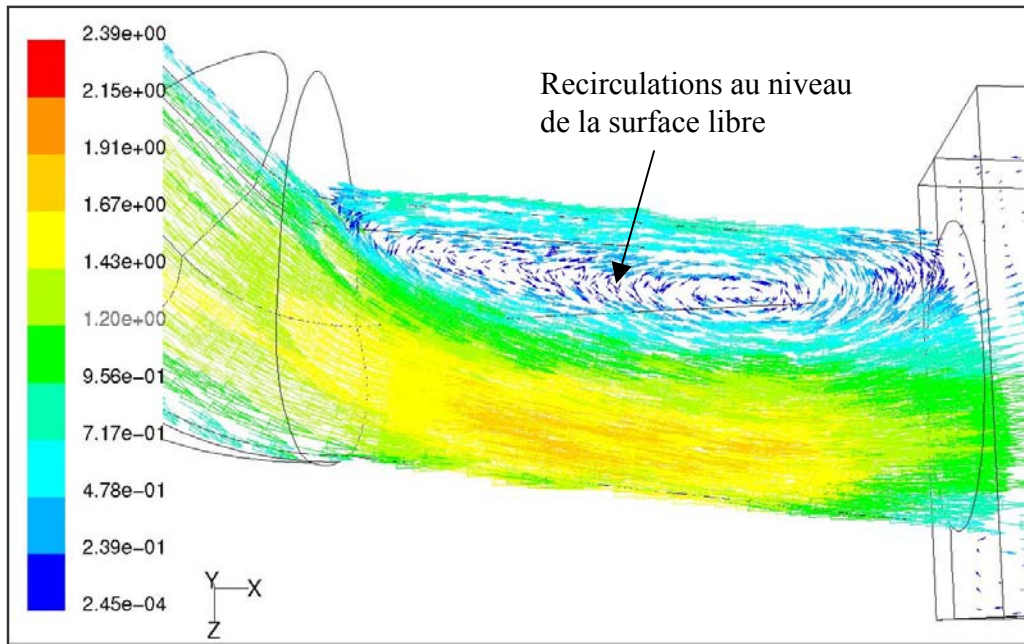 2.39e+00
2.15e+00
1.91e+00
1.67e+00
1.43e+00
1.20e+00
9.56e-01
7.17e-01
4.78e-01
2.39e-01
2.45e-04
Recirculations au niveau
de la surface libre
Y
X
Z